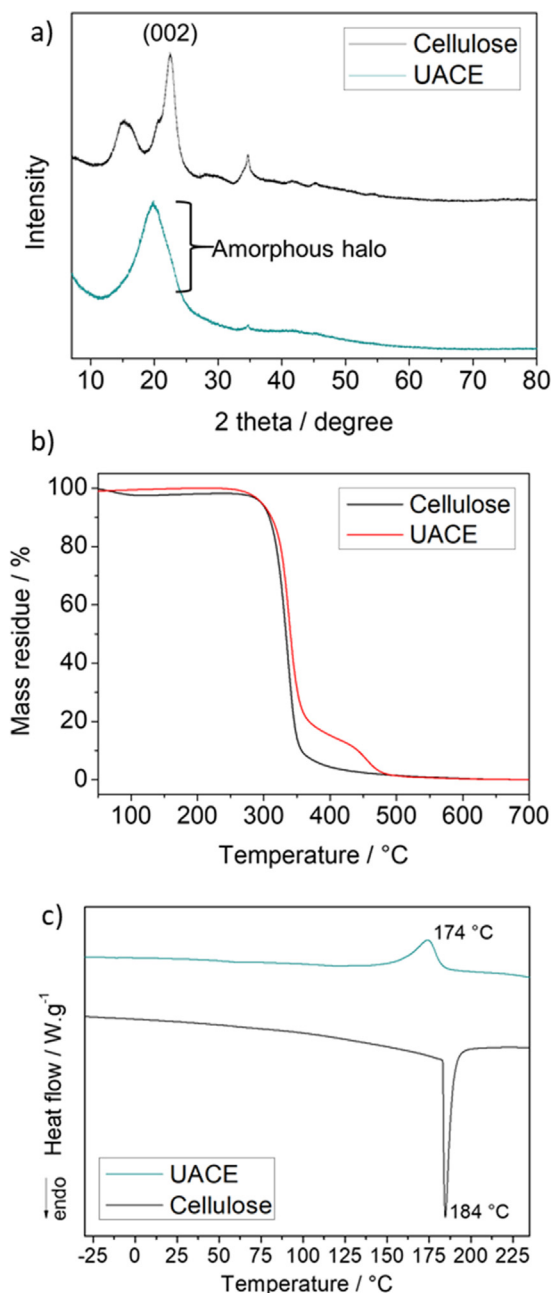 a)
(002)
Cellulose
UACE
Intensity
Amorphous halo
10 20 30 40 50 60 70 80
2 theta / degree
b)
100
80
60
40
20
0
Cellulose
UACE
Mass residue / %
100 200 300 400 500 600 700
Temperature / °C
c)
174 °C
Heat flow / W.g-1
endo
UACE
Cellulose
184 °C
-25 0 25 50 75 100 125 150 175 200 225
Temperature / °C